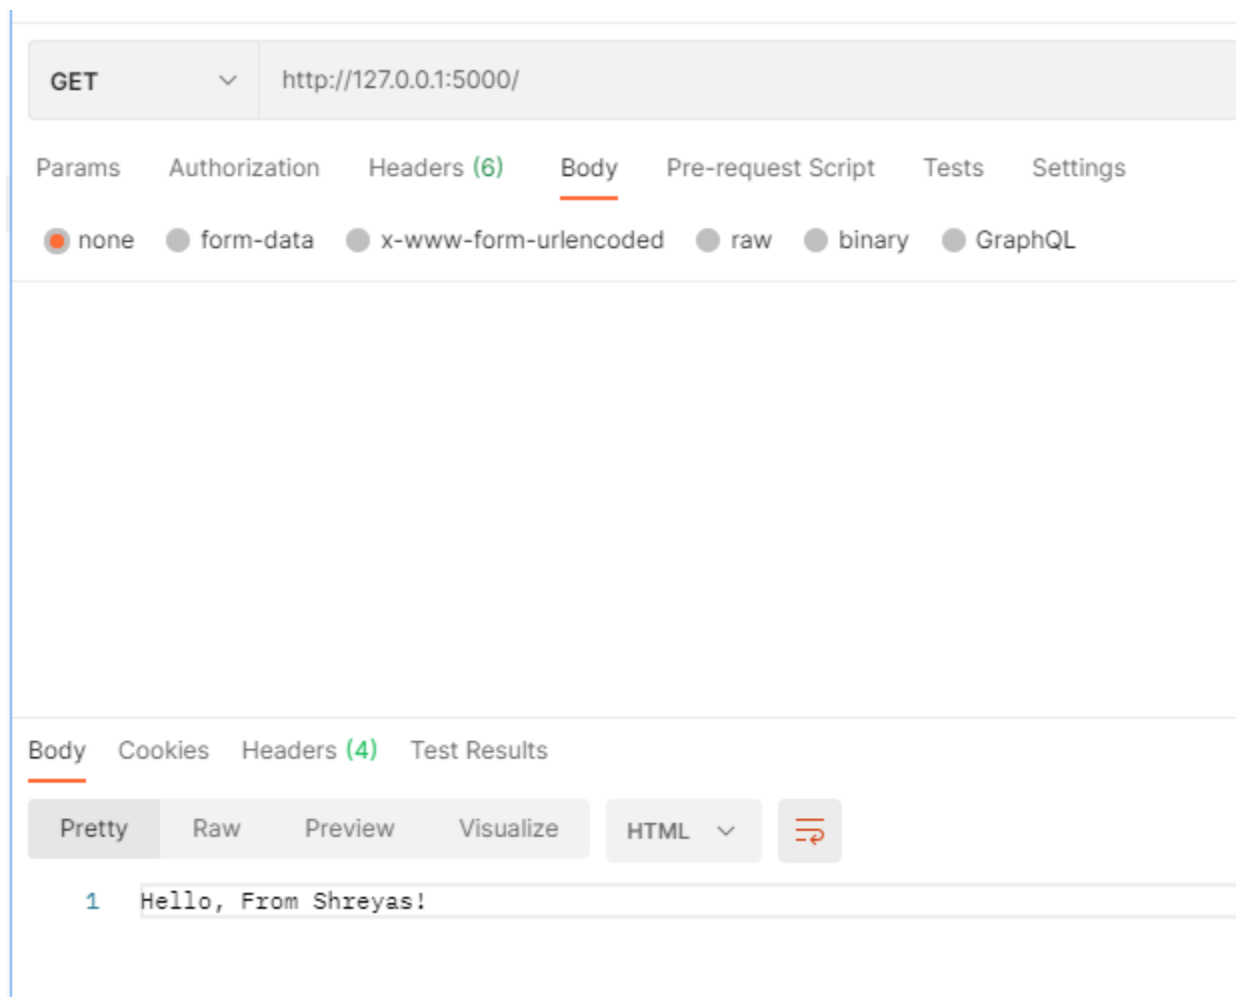 GET http://127.0.0.1:5000/
Params Authorization Headers (6) Body Pre-request Script Tests Settings
none form-data x-www-form-urlencoded raw binary GraphQL
Body Cookies Headers (4) Test Results
Pretty Raw Preview Visualize HTML
1 Hello, From Shreyas!